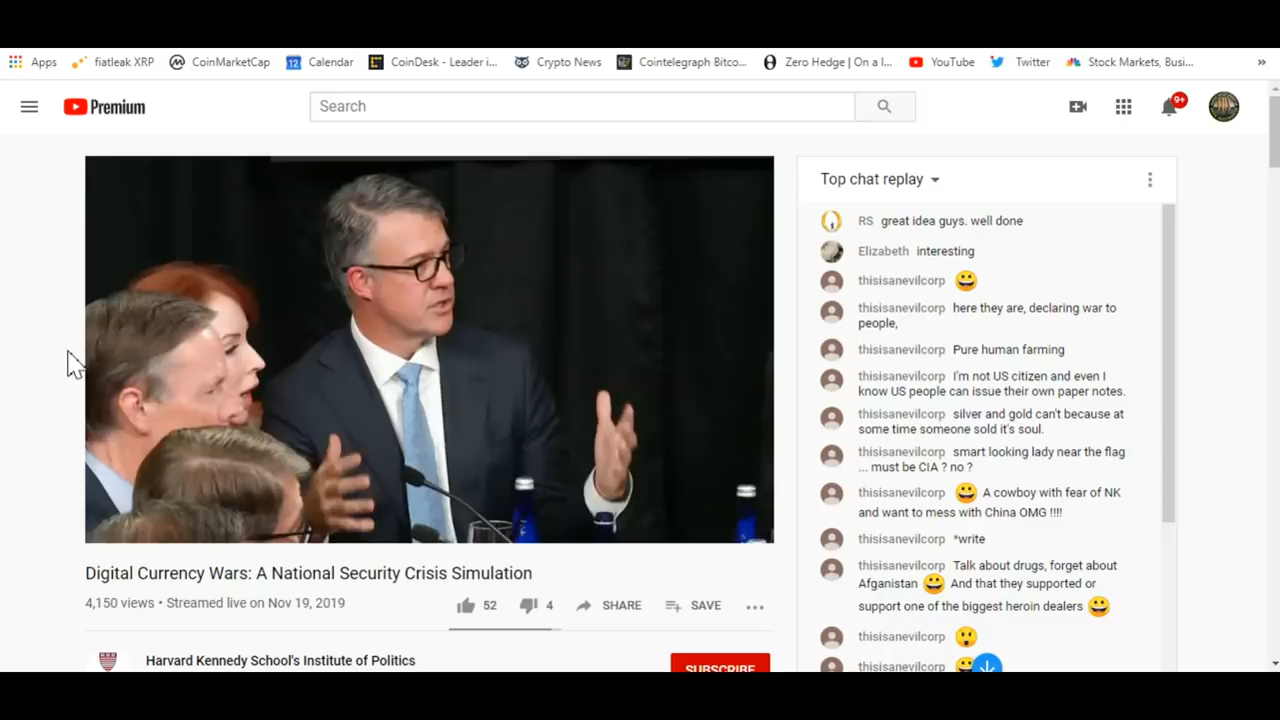 Apps fiatleak XRP CoinMarketCap 12 Calendar CoinDesk - Leader i... Crypto News Cointelegraph Bitco... Zero Hedge | On a l... YouTube Twitter Stock Markets, Busi... »
Premium Search 9+
Top chat replay
RS great idea guys. well done
Elizabeth interesting
thisisanevilcorp 😀
thisisanevilcorp here they are, declaring war to
people,
thisisanevilcorp Pure human farming
thisisanevilcorp I'm not US citizen and even I
know US people can issue their own paper notes.
thisisanevilcorp silver and gold can't because at
some time someone sold it's soul.
thisisanevilcorp smart looking lady near the flag
... must be CIA ? no ?
thisisanevilcorp 😀 A cowboy with fear of NK
and want to mess with China OMG !!!!
thisisanevilcorp *write
thisisanevilcorp Talk about drugs, forget about
Afganistan 😀 And that they supported or
support one of the biggest heroin dealers 😀
thisisanevilcorp 😲
thisisanevilcorp
Digital Currency Wars: A National Security Crisis Simulation
4,150 views • Streamed live on Nov 19, 2019
52 4 SHARE SAVE ...
Harvard Kennedy School's Institute of Politics
SUBSCRIBE